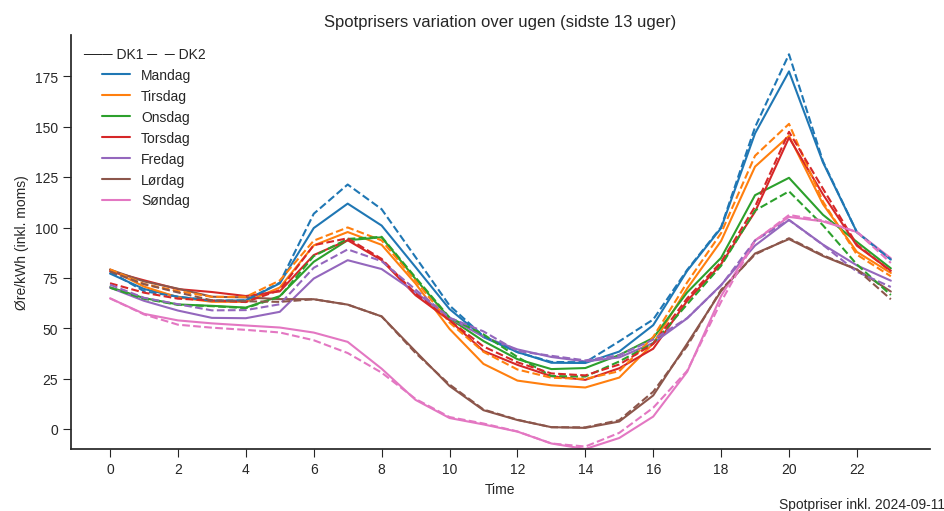 Spotprisers variation over ugen (sidste 13 uger)
DK1 DK2
Mandag
Tirsdag
Onsdag
Torsdag
Fredag
Lørdag
Søndag
Øre/kWh (inkl. moms)
175
150
125
100
75
50
25
0
0 2 4 6 8 10 12 14 16 18 20 22
Time
Spotpriser inkl. 2024-09-11